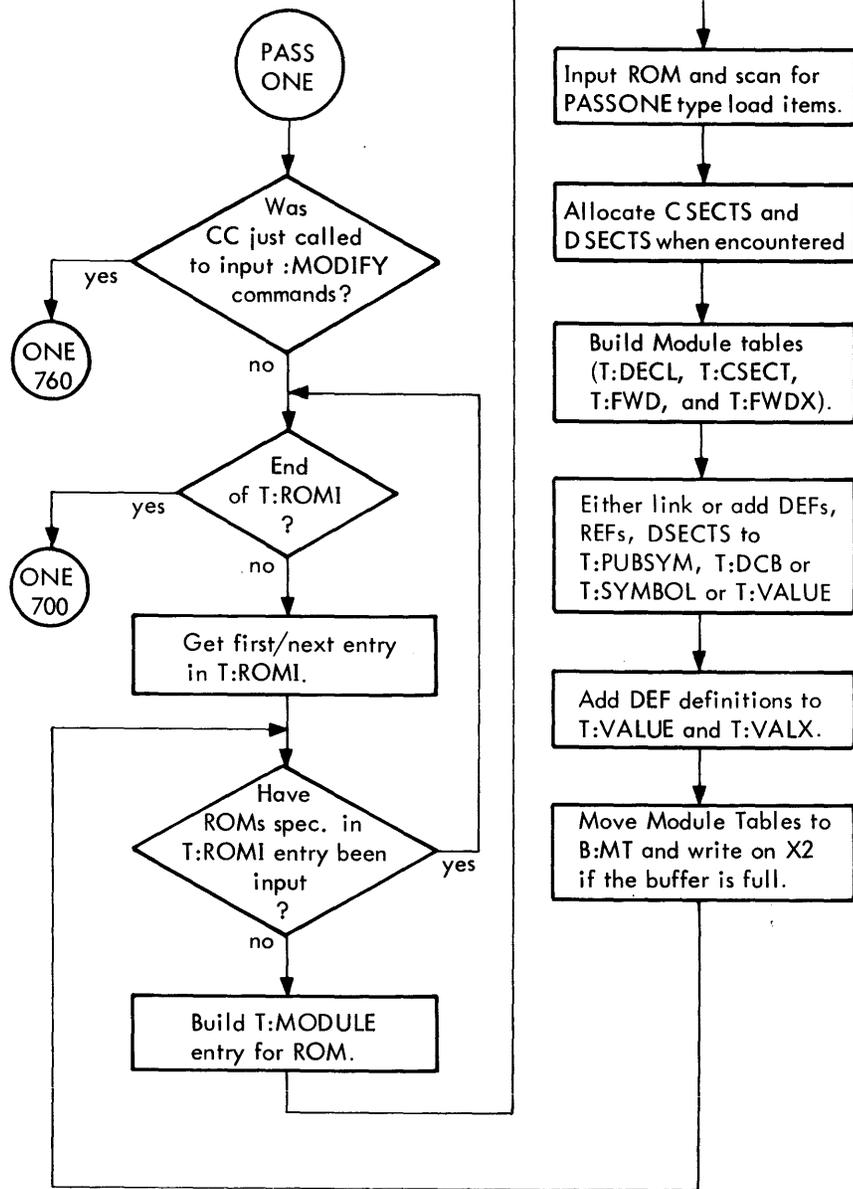 PASS
ONE
Was
CC just called
to input :MODIFY
commands?
yes
ONE
760
no
End
of T:ROMI
?
yes
ONE
700
no
Get first/next entry
in T:ROMI.
Have
ROMs spec. in
T:ROMI entry been
input
?
yes
no
Build T:MODULE
entry for ROM.
Input ROM and scan for
PASSONE type load items.
Allocate CSECTS and
DSECTS when encountered
Build Module tables
(T:DECL, T:CSECT,
T:FWD, and T:FWDX).
Either link or add DEFs,
REFs, DSECTS to
T:PUBSYM, T:DCB or
T:SYMBOL or T:VALUE
Add DEF definitions to
T:VALUE and T:VALX.
Move Module Tables to
B:MT and write on X2
if the buffer is full.